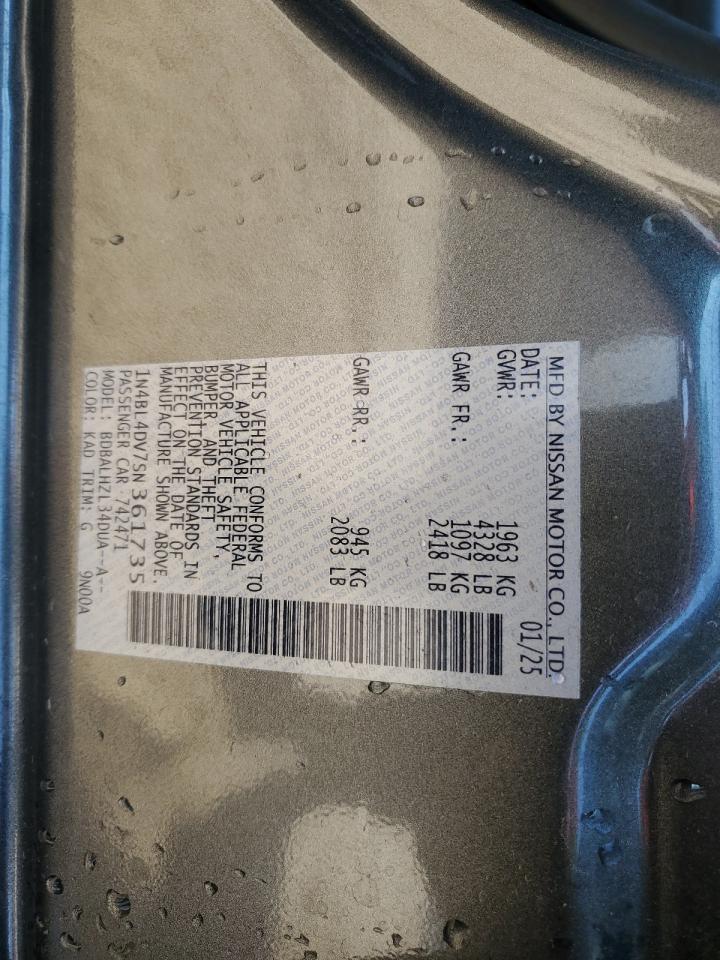 MFD BY NISSAN MOTOR CO., LTD.
DATE: 01/25
GVWR: 1963 KG
4328 LB
GAWR FR.: 1097 KG
2418 LB
GAWR RR.: 945 KG
2083 LB
THIS VEHICLE CONFORMS TO
ALL APPLICABLE FEDERAL
MOTOR VEHICLE SAFETY,
BUMPER, AND THEFT
PREVENTION STANDARDS IN
EFFECT ON THE DATE OF
MANUFACTURE SHOWN ABOVE.
1N4BL4DV7SN361735
PASSENGER CAR 742471
MODEL: BDBALHZL34DUA--A--
COLOR: KAD TRIM: G 9N00A